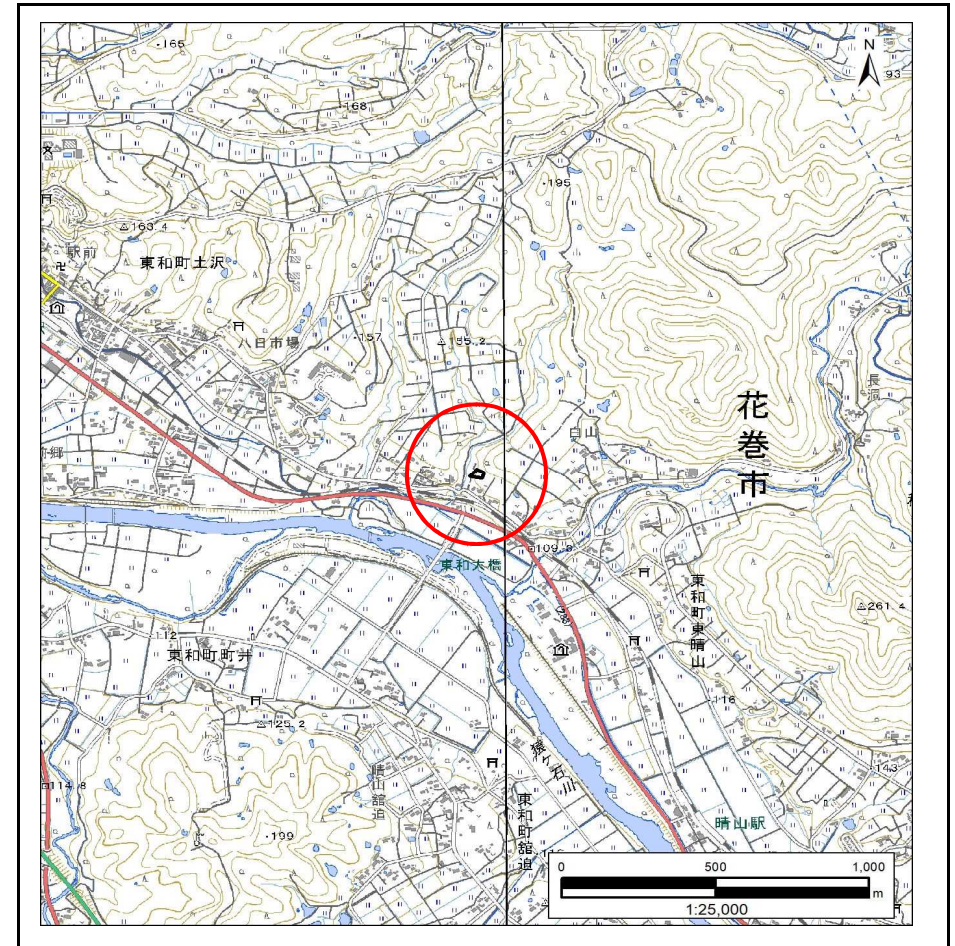 165
N
93
168
195
163.4
駅前
東和町土沢
八日市場
157
155.2
長洞
花巻市
白山
109.8
東和大橋
東和町東晴山
261.4
283
112
東和町町井
116
125.2
猿ヶ石川
晴山舘迫
東和町舘迫
143
114.8
199
晴山駅
0 500 1,000
m
1:25,000